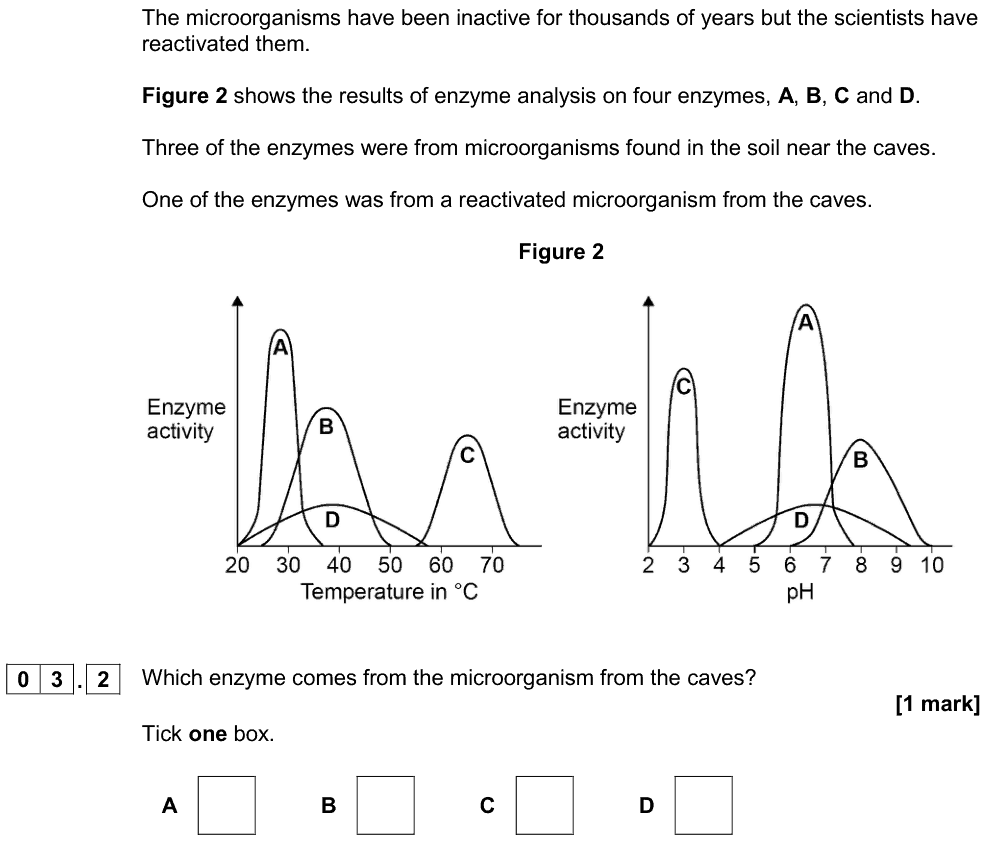 The microorganisms have been inactive for thousands of years but the scientists have
reactivated them.
Figure 2 shows the results of enzyme analysis on four enzymes, A, B, C and D.
Three of the enzymes were from microorganisms found in the soil near the caves.
One of the enzymes was from a reactivated microorganism from the caves.
Figure 2
Enzyme
activity
A
B
C
D
20 30 40 50 60 70
Temperature in °C
Enzyme
activity
C
A
B
D
2 3 4 5 6 7 8 9 10
pH
0 3 . 2 Which enzyme comes from the microorganism from the caves?
[1 mark]
Tick one box.
A B C D